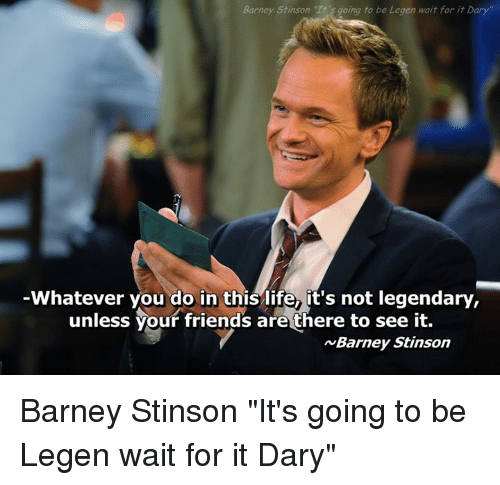 Barney Stinson "It's going to be Legen wait for it Dary"
-Whatever you do in this life, it's not legendary,
unless your friends are there to see it.
~Barney Stinson
Barney Stinson "It's going to be
Legen wait for it Dary"